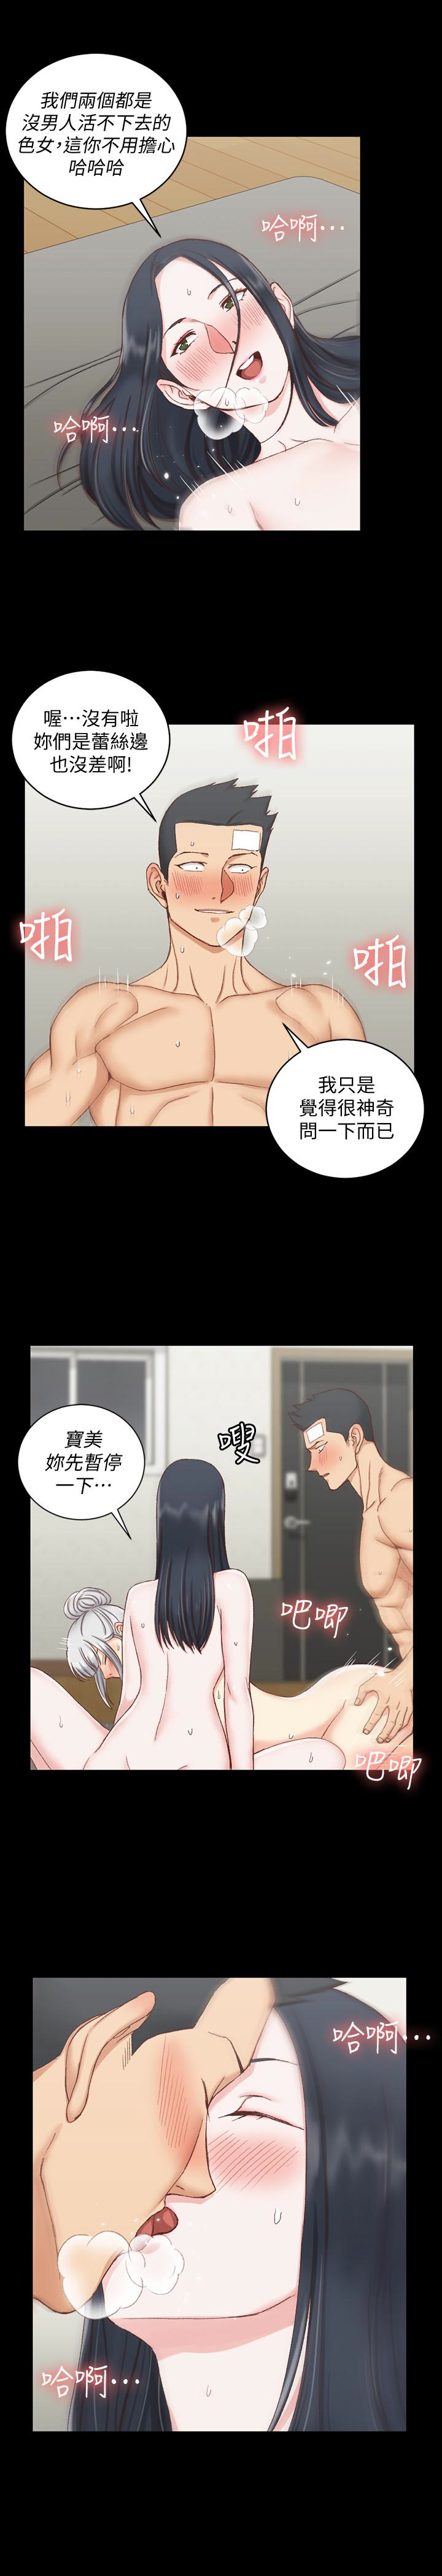 我們兩個都是
沒男人活不下去的
色女，這你不用擔心
哈哈哈
哈啊…
哈啊…
喔…沒有啦
妳們是蕾絲邊
也沒差啊!
啪
啪
啪
我只是
覺得很神奇
問一下而已
寶美
妳先暫停
一下…
嗖
吧唧
吧唧
哈啊…
哈啊…